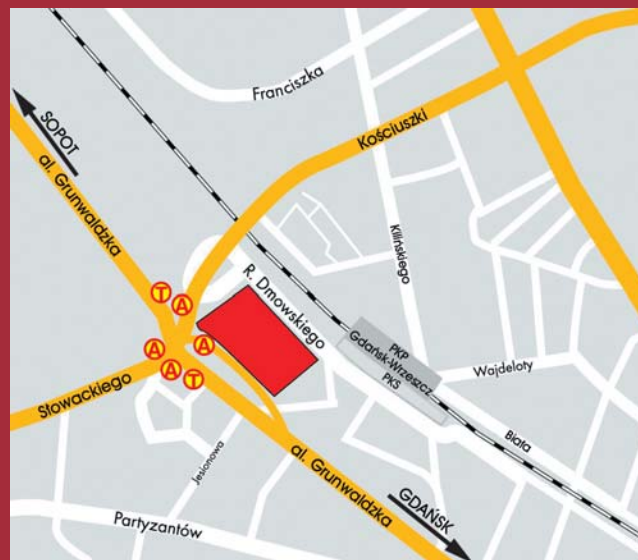 Franciszka
SOPOT
al. Grunwaldzka
Kościuszki
Kilińskiego
R. Dmowskiego
T
A
A
A
A
T
PKP
Gdańsk-Wrzeszcz
PKS
Wajdeloty
Słowackiego
Jesionowa
Biała
al. Grunwaldzka
GDAŃSK
Partyzantów